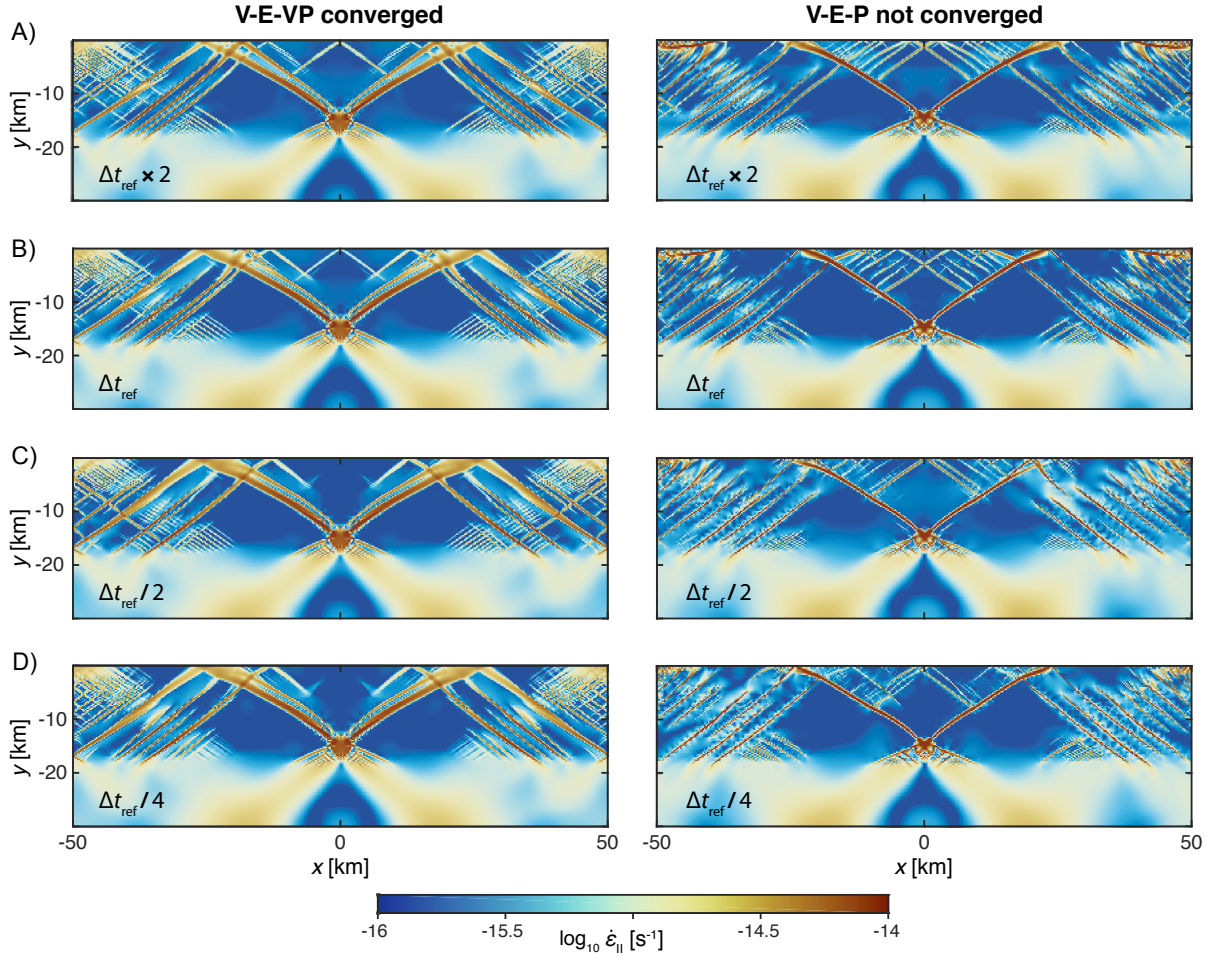 V-E-VP converged
V-E-P not converged
A)
y [km]
-10
-20
Δt_ref × 2
Δt_ref × 2
B)
y [km]
-10
-20
Δt_ref
Δt_ref
C)
y [km]
-10
-20
Δt_ref / 2
Δt_ref / 2
D)
y [km]
-10
-20
Δt_ref / 4
Δt_ref / 4
-50 0 50
-50 0 50
x [km]
x [km]
-16 -15.5 -14.5 -14
log₁₀ ε̇_II [s⁻¹]